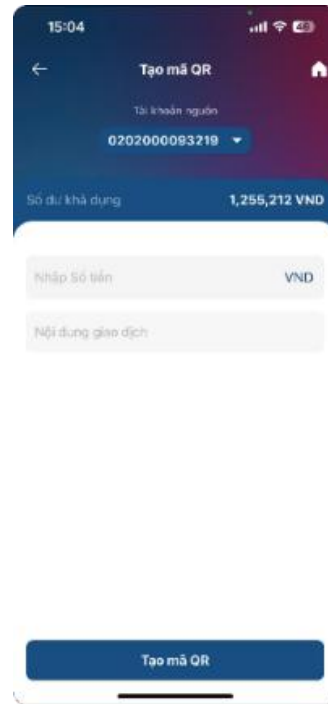 15:04
Tạo mã QR
Tài khoản nguồn
0202000093219
Số dư khả dụng 1,255,212 VND
Nhập Số tiền VND
Nội dung giao dịch
Tạo mã QR